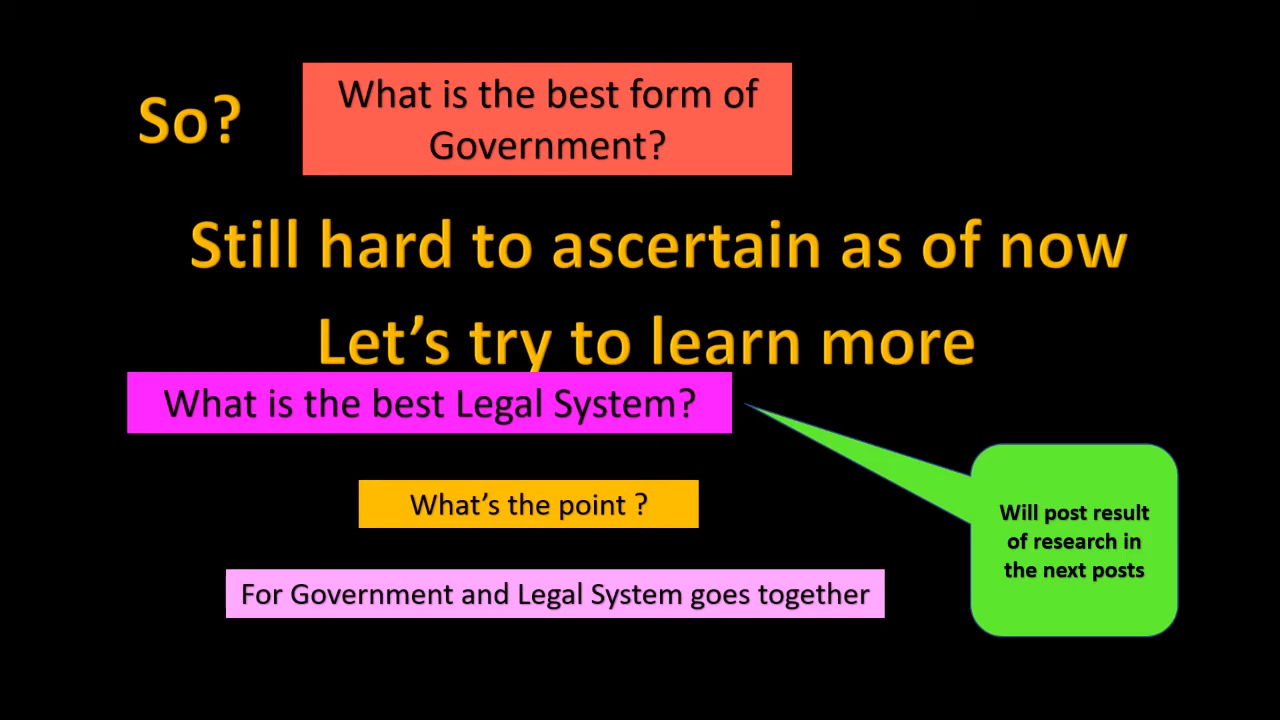 So?
What is the best form of
Government?
Still hard to ascertain as of now
Let's try to learn more
What is the best Legal System?
What's the point ?
For Government and Legal System goes together
Will post result
of research in
the next posts